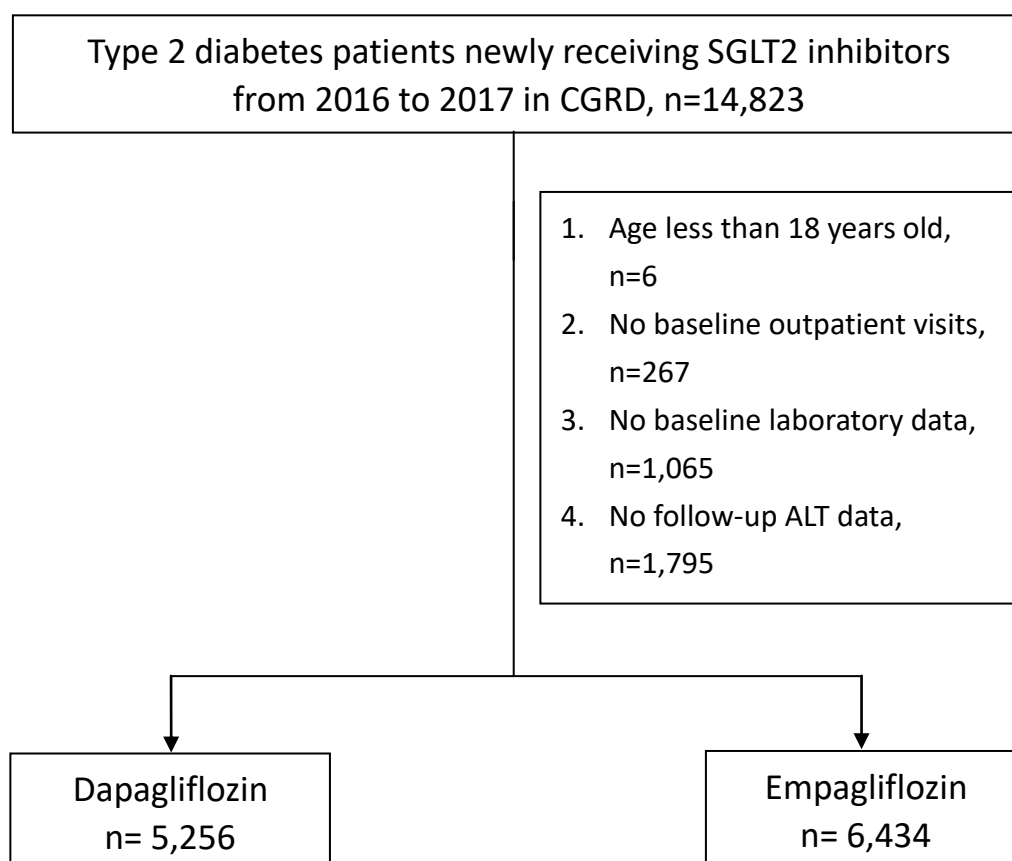 Type 2 diabetes patients newly receiving SGLT2 inhibitors
from 2016 to 2017 in CGRD, n=14,823
1. Age less than 18 years old,
n=6
2. No baseline outpatient visits,
n=267
3. No baseline laboratory data,
n=1,065
4. No follow-up ALT data,
n=1,795
Dapagliflozin
n= 5,256
Empagliflozin
n= 6,434